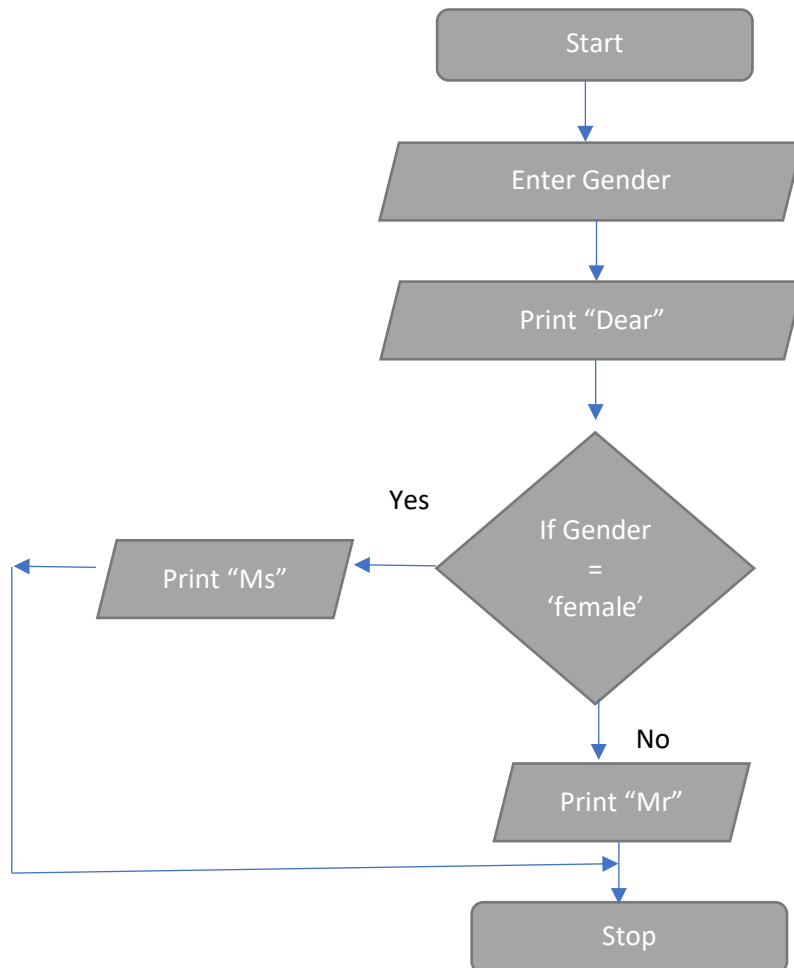 Start
Enter Gender
Print “Dear”
Yes
If Gender
=
‘female’
Print “Ms”
No
Print “Mr”
Stop